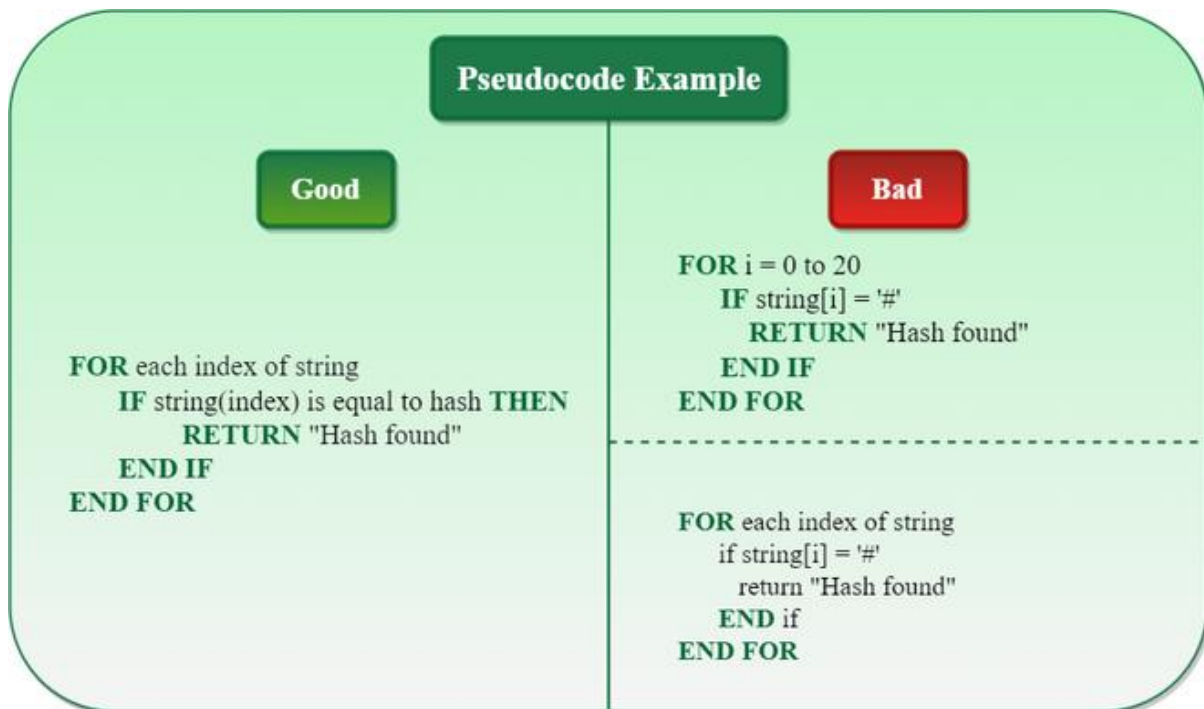 Pseudocode Example
Good
FOR each index of string
IF string(index) is equal to hash THEN
RETURN "Hash found"
END IF
END FOR
Bad
FOR i = 0 to 20
IF string[i] = '#'
RETURN "Hash found"
END IF
END FOR
FOR each index of string
if string[i] = '#'
return "Hash found"
END if
END FOR